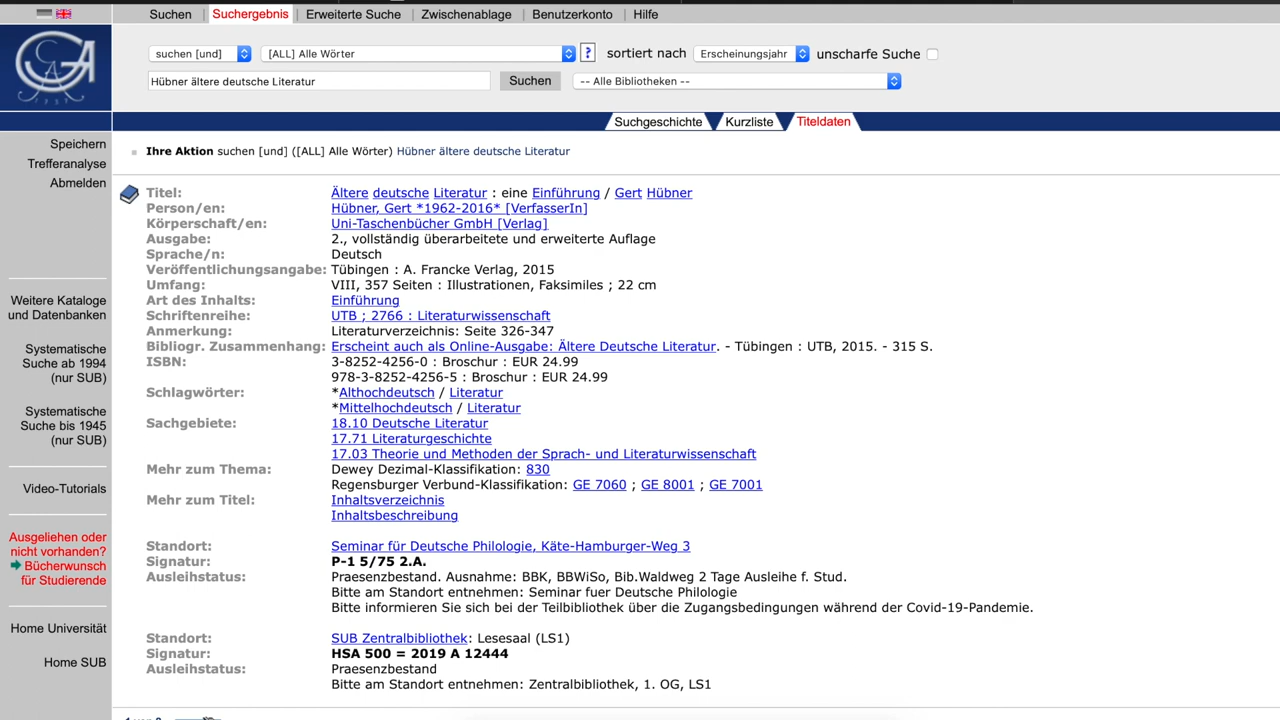 Suchen | Suchergebnis | Erweiterte Suche | Zwischenablage | Benutzerkonto | Hilfe
suchen [und] [ALL] Alle Wörter ? sortiert nach Erscheinungsjahr unscharfe Suche
Hübner ältere deutsche Literatur Suchen -- Alle Bibliotheken --
Suchgeschichte Kurzliste Titeldaten
Speichern
Trefferanalyse
Abmelden
Weitere Kataloge
und Datenbanken
Systematische
Suche ab 1994
(nur SUB)
Systematische
Suche bis 1945
(nur SUB)
Video-Tutorials
Ausgeliehen oder
nicht vorhanden?
Bücherwunsch
für Studierende
Home Universität
Home SUB
Ihre Aktion suchen [und] ([ALL] Alle Wörter) Hübner ältere deutsche Literatur
Titel: Ältere deutsche Literatur : eine Einführung / Gert Hübner
Person/en: Hübner, Gert *1962-2016* [VerfasserIn]
Körperschaft/en: Uni-Taschenbücher GmbH [Verlag]
Ausgabe: 2., vollständig überarbeitete und erweiterte Auflage
Sprache/n: Deutsch
Veröffentlichungsangabe: Tübingen : A. Francke Verlag, 2015
Umfang: VIII, 357 Seiten : Illustrationen, Faksimiles ; 22 cm
Art des Inhalts: Einführung
Schriftenreihe: UTB ; 2766 : Literaturwissenschaft
Anmerkung: Literaturverzeichnis: Seite 326-347
Bibliogr. Zusammenhang: Erscheint auch als Online-Ausgabe: Ältere Deutsche Literatur. - Tübingen : UTB, 2015. - 315 S.
ISBN: 3-8252-4256-0 : Broschur : EUR 24.99
978-3-8252-4256-5 : Broschur : EUR 24.99
Schlagwörter: *Althochdeutsch / Literatur
*Mittelhochdeutsch / Literatur
Sachgebiete: 18.10 Deutsche Literatur
17.71 Literaturgeschichte
17.03 Theorie und Methoden der Sprach- und Literaturwissenschaft
Mehr zum Thema: Dewey Dezimal-Klassifikation: 830
Regensburger Verbund-Klassifikation: GE 7060 ; GE 8001 ; GE 7001
Mehr zum Titel: Inhaltsverzeichnis
Inhaltsbeschreibung
Standort: Seminar für Deutsche Philologie, Käte-Hamburger-Weg 3
Signatur: P-1 5/75 2.A.
Ausleihstatus: Praesenzbestand. Ausnahme: BBK, BBWiSo, Bib.Waldweg 2 Tage Ausleihe f. Stud.
Bitte am Standort entnehmen: Seminar fuer Deutsche Philologie
Bitte informieren Sie sich bei der Teilbibliothek über die Zugangsbedingungen während der Covid-19-Pandemie.
Standort: SUB Zentralbibliothek: Lesesaal (LS1)
Signatur: HSA 500 = 2019 A 12444
Ausleihstatus: Praesenzbestand
Bitte am Standort entnehmen: Zentralbibliothek, 1. OG, LS1